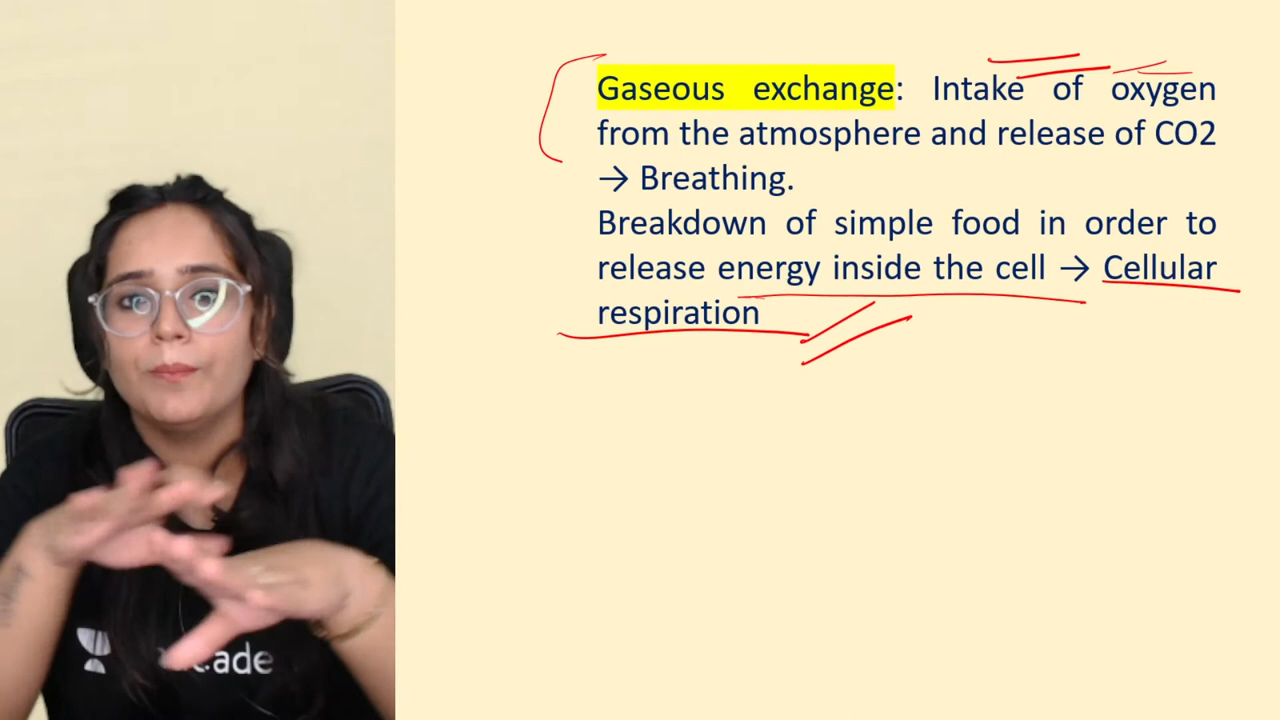 Gaseous exchange: Intake of oxygen
from the atmosphere and release of CO2
→ Breathing.
Breakdown of simple food in order to
release energy inside the cell → Cellular
respiration